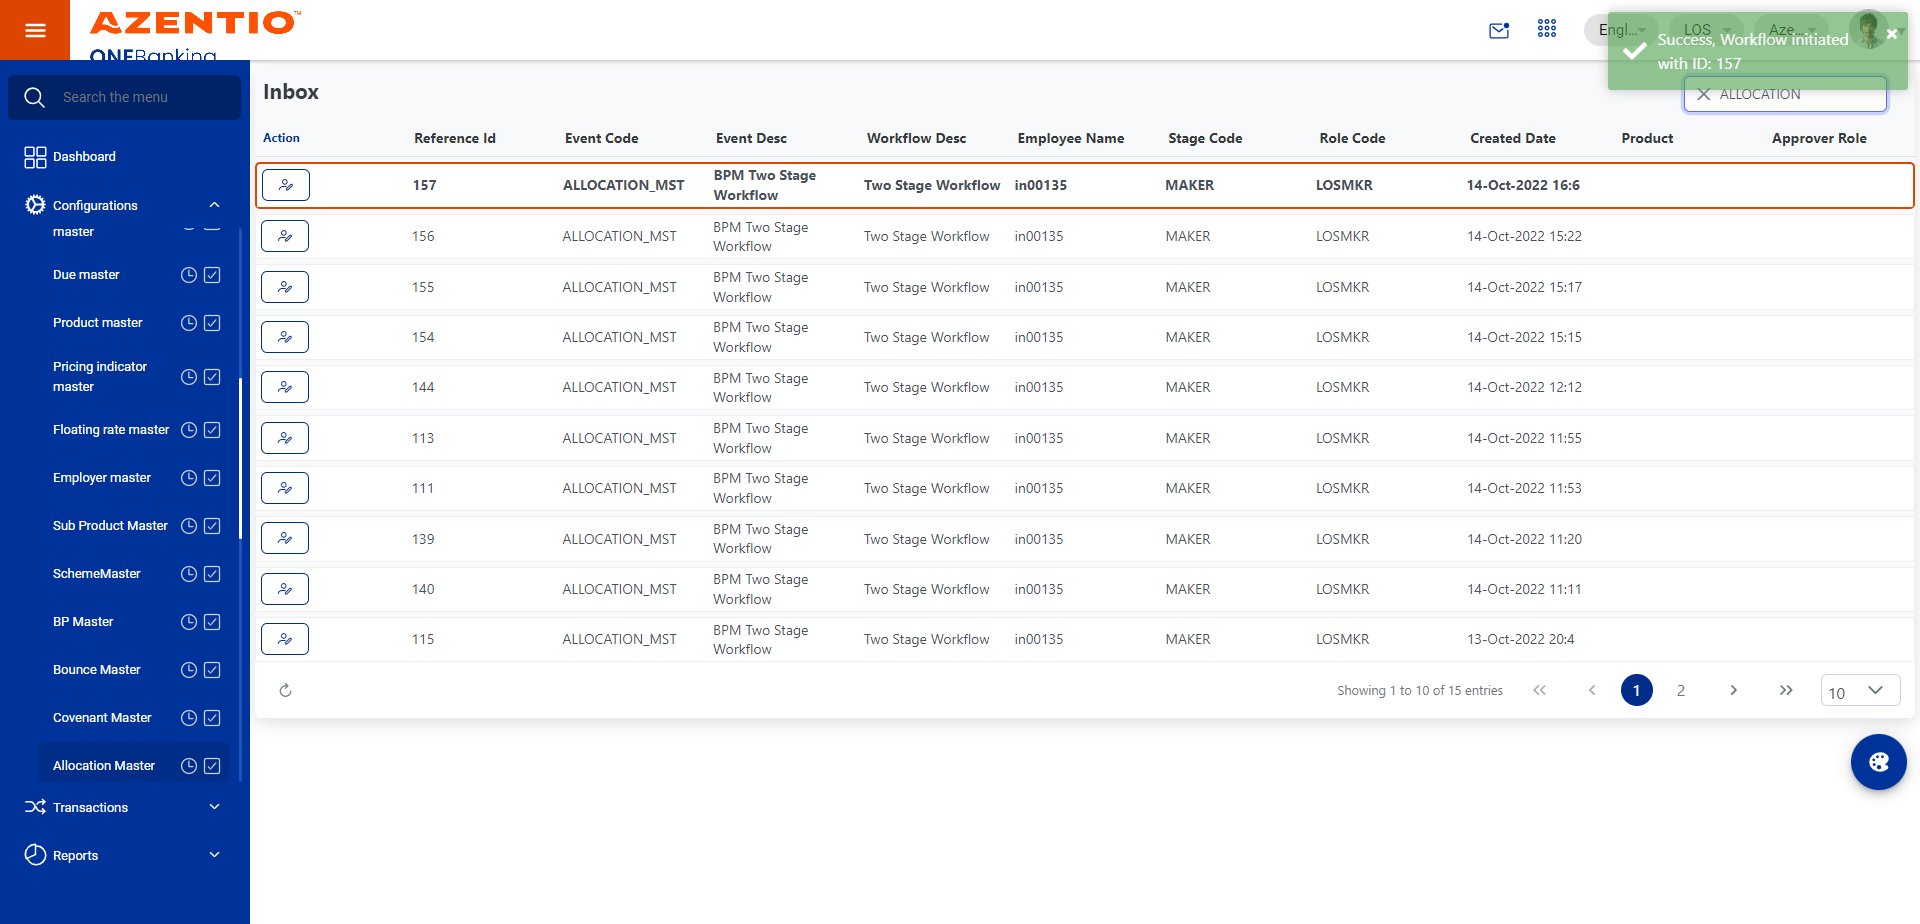 AZENTIO™
ONEBanking
Engl...
LOS
Aze...
Success, Workflow initiated
with ID: 157
Search the menu
Inbox
ALLOCATION
Action Reference Id Event Code Event Desc Workflow Desc Employee Name Stage Code Role Code Created Date Product Approver Role
157 ALLOCATION_MST BPM Two Stage Workflow Two Stage Workflow in00135 MAKER LOSMKR 14-Oct-2022 16:6
156 ALLOCATION_MST BPM Two Stage Workflow Two Stage Workflow in00135 MAKER LOSMKR 14-Oct-2022 15:22
155 ALLOCATION_MST BPM Two Stage Workflow Two Stage Workflow in00135 MAKER LOSMKR 14-Oct-2022 15:17
154 ALLOCATION_MST BPM Two Stage Workflow Two Stage Workflow in00135 MAKER LOSMKR 14-Oct-2022 15:15
144 ALLOCATION_MST BPM Two Stage Workflow Two Stage Workflow in00135 MAKER LOSMKR 14-Oct-2022 12:12
113 ALLOCATION_MST BPM Two Stage Workflow Two Stage Workflow in00135 MAKER LOSMKR 14-Oct-2022 11:55
111 ALLOCATION_MST BPM Two Stage Workflow Two Stage Workflow in00135 MAKER LOSMKR 14-Oct-2022 11:53
139 ALLOCATION_MST BPM Two Stage Workflow Two Stage Workflow in00135 MAKER LOSMKR 14-Oct-2022 11:20
140 ALLOCATION_MST BPM Two Stage Workflow Two Stage Workflow in00135 MAKER LOSMKR 14-Oct-2022 11:11
115 ALLOCATION_MST BPM Two Stage Workflow Two Stage Workflow in00135 MAKER LOSMKR 13-Oct-2022 20:4
Showing 1 to 10 of 15 entries
1
2
10
Dashboard
Configurations
master
Due master
Product master
Pricing indicator
master
Floating rate master
Employer master
Sub Product Master
SchemeMaster
BP Master
Bounce Master
Covenant Master
Allocation Master
Transactions
Reports